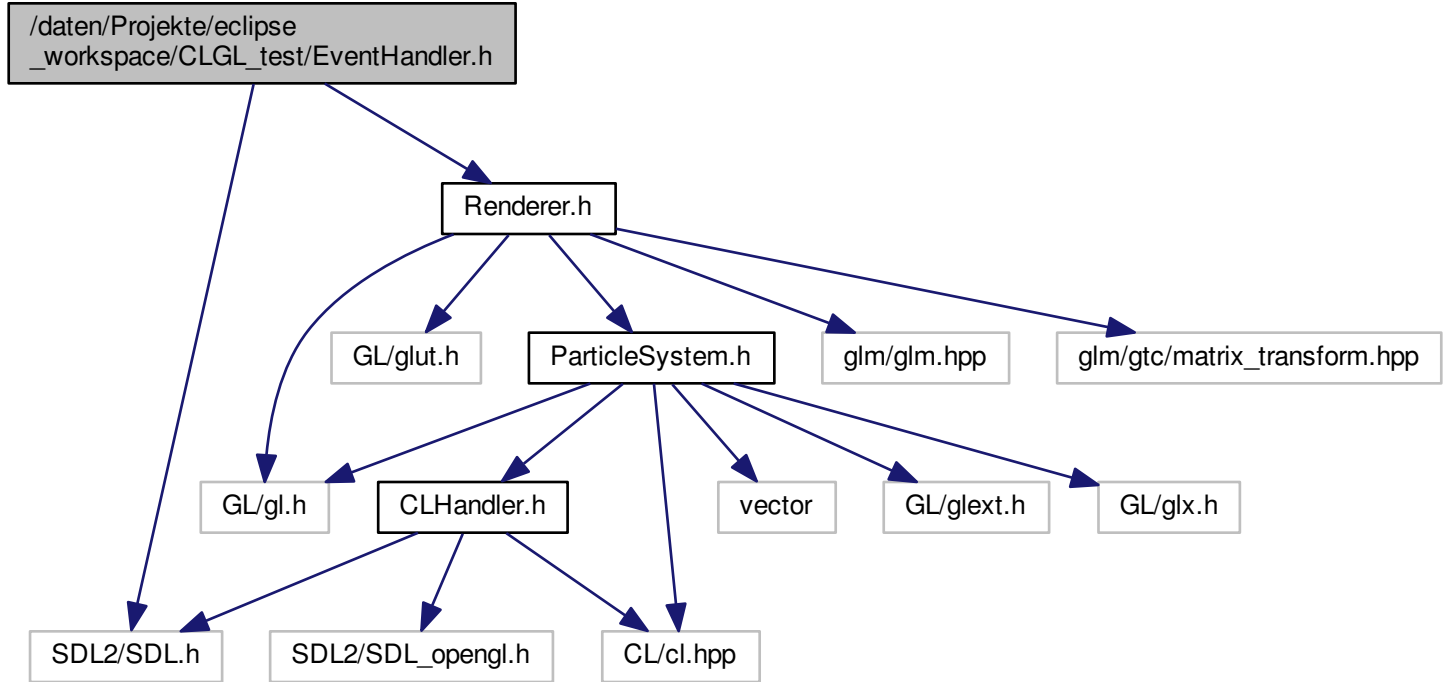 /daten/Projekte/eclipse
_workspace/CLGL_test/EventHandler.h
Renderer.h
GL/glut.h
ParticleSystem.h
glm/glm.hpp
glm/gtc/matrix_transform.hpp
GL/gl.h
CLHandler.h
vector
GL/glext.h
GL/glx.h
SDL2/SDL.h
SDL2/SDL_opengl.h
CL/cl.hpp